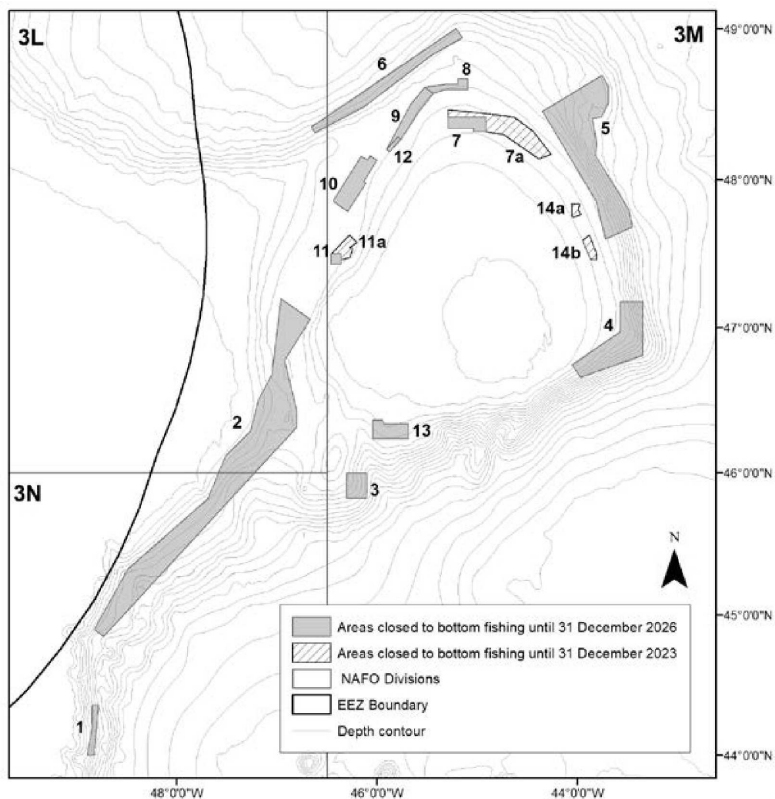 3L
3M
49°0'0"N
6
8
9
5
7
12
7a
48°0'0"N
10
14a
11a
11
14b
4
47°0'0"N
2
13
46°0'0"N
3N
3
N
45°0'0"N
Areas closed to bottom fishing until 31 December 2026
Areas closed to bottom fishing until 31 December 2023
NAFO Divisions
EEZ Boundary
Depth contour
1
44°0'0"N
48°0'0"W
46°0'0"W
44°0'0"W